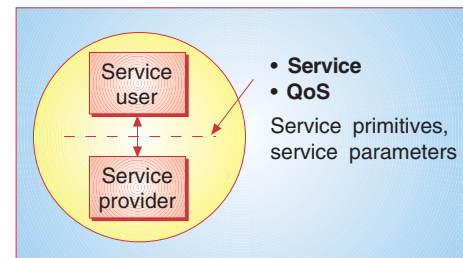 Service
user
Service
provider
• Service
• QoS
Service primitives,
service parameters